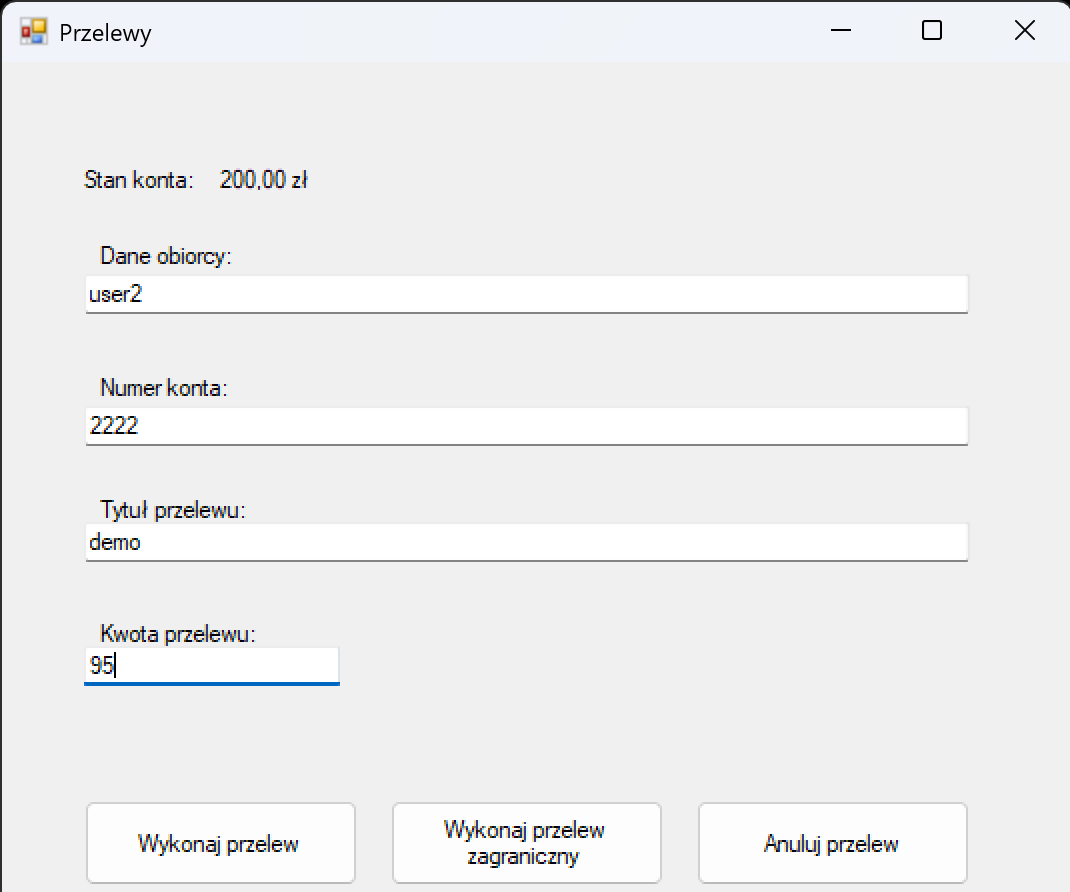 Przelewy
Stan konta: 200,00 zł
Dane obiorcy:
user2
Numer konta:
2222
Tytuł przelewu:
demo
Kwota przelewu:
95
Wykonaj przelew
Wykonaj przelew
zagraniczny
Anuluj przelew